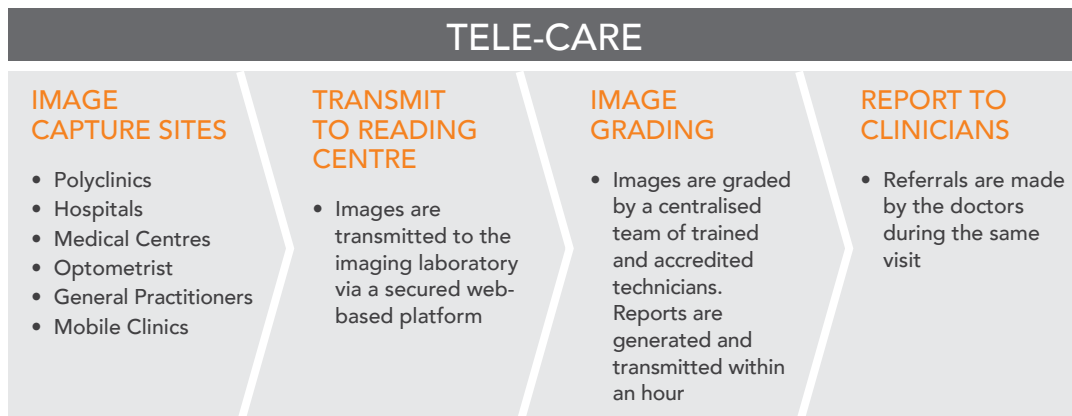 TELE-CARE
IMAGE
CAPTURE SITES
• Polyclinics
• Hospitals
• Medical Centres
• Optometrist
• General Practitioners
• Mobile Clinics
TRANSMIT
TO READING
CENTRE
• Images are
transmitted to the
imaging laboratory
via a secured web-
based platform
IMAGE
GRADING
• Images are graded
by a centralised
team of trained
and accredited
technicians.
Reports are
generated and
transmitted within
an hour
REPORT TO
CLINICIANS
• Referrals are made
by the doctors
during the same
visit